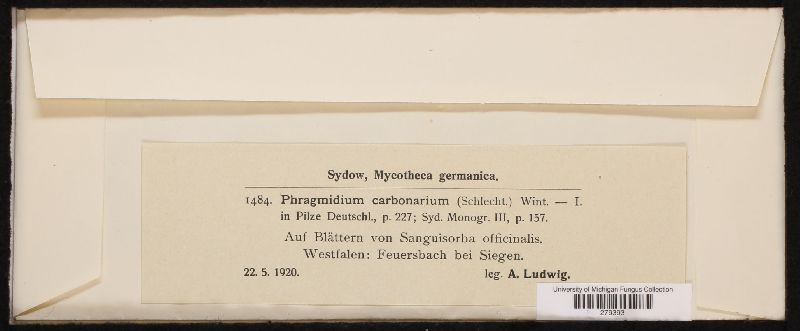 Sydow, Mycotheca germanica.
1484. Phragmidium carbonarium (Schlecht.) Wint. — I.
in Pilze Deutschl., p. 227; Syd. Monogr. III, p. 157.
Auf Blättern von Sanguisorba officinalis.
Westfalen: Feuersbach bei Siegen.
22. 5. 1920. leg. A. Ludwig.
University of Michigan Fungus Collection
279393